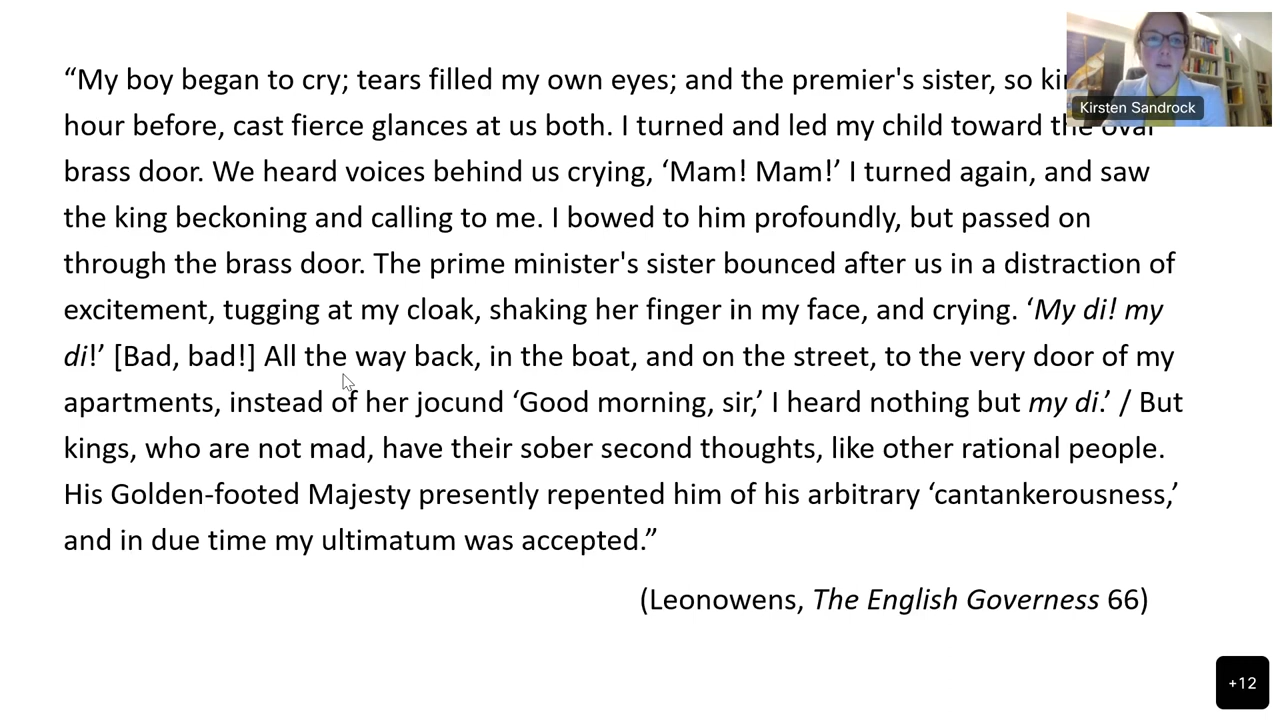 “My boy began to cry; tears filled my own eyes; and the premier's sister, so
hour before, cast fierce glances at us both. I turned and led my child toward the oval
brass door. We heard voices behind us crying, ‘Mam! Mam!’ I turned again, and saw
the king beckoning and calling to me. I bowed to him profoundly, but passed on
through the brass door. The prime minister's sister bounced after us in a distraction of
excitement, tugging at my cloak, shaking her finger in my face, and crying. ‘My di! my
di!’ [Bad, bad!] All the way back, in the boat, and on the street, to the very door of my
apartments, instead of her jocund ‘Good morning, sir,’ I heard nothing but my di.’ / But
kings, who are not mad, have their sober second thoughts, like other rational people.
His Golden-footed Majesty presently repented him of his arbitrary ‘cantankerousness,’
and in due time my ultimatum was accepted.”
(Leonowens, The English Governess 66)
Kirsten Sandrock
+12